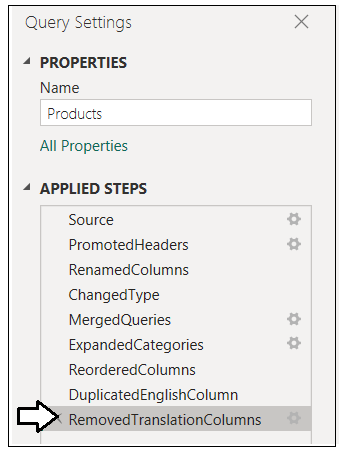 Query Settings
PROPERTIES
Name
Products
All Properties
APPLIED STEPS
Source
PromotedHeaders
RenamedColumns
ChangedType
MergedQueries
ExpandedCategories
ReorderedColumns
DuplicatedEnglishColumn
RemovedTranslationColumns